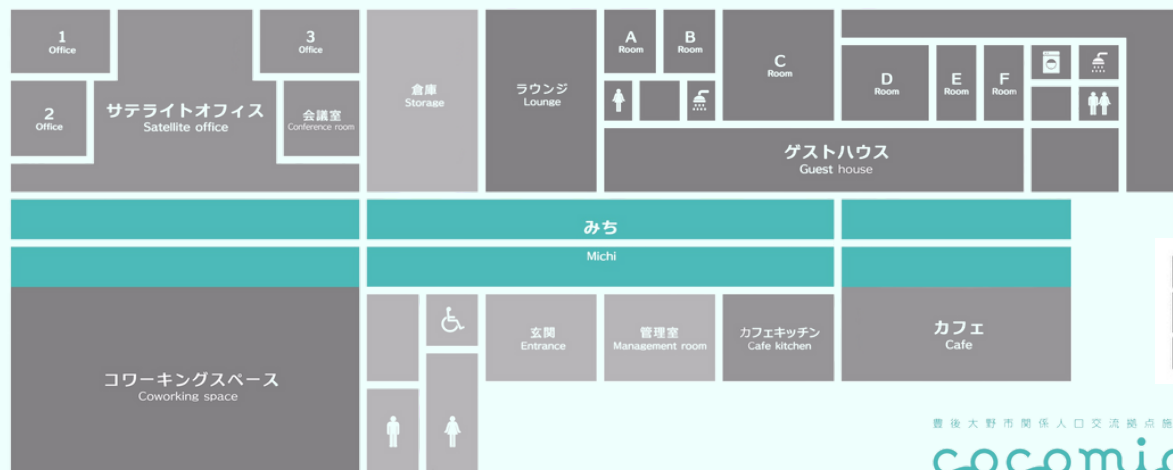 1
Office
3
Office
2
Office
サテライトオフィス
Satellite office
会議室
Conference room
倉庫
Storage
ラウンジ
Lounge
A
Room
B
Room
C
Room
D
Room
E
Room
F
Room
ゲストハウス
Guest house
みち
Michi
コワーキングスペース
Coworking space
玄関
Entrance
管理室
Management room
カフェキッチン
Cafe kitchen
カフェ
Cafe
豊後大野市関係人口交流拠点施
cocomi